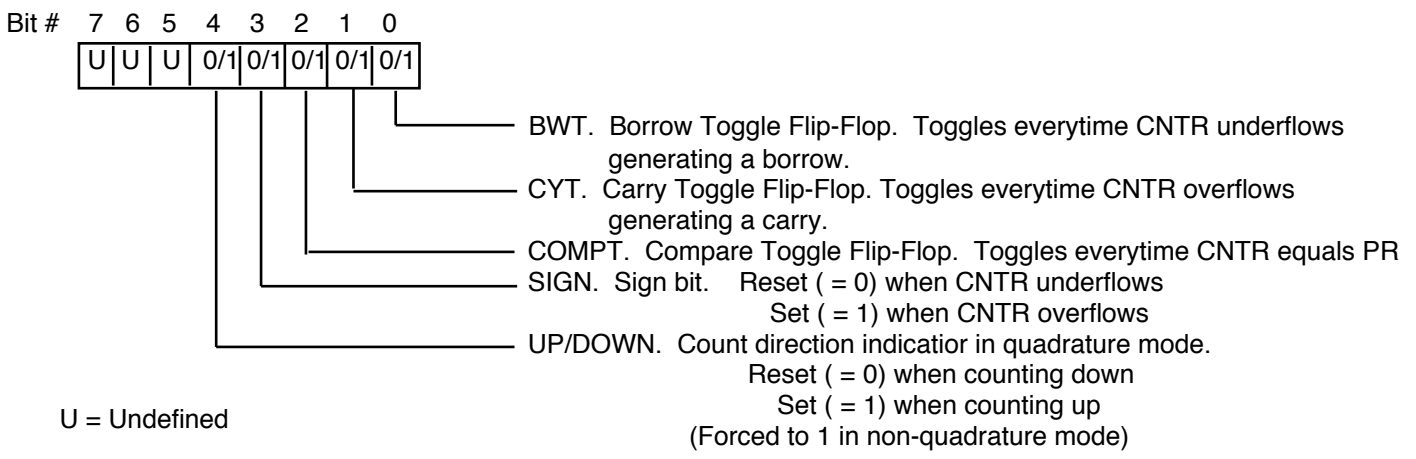 Bit # 7 6 5 4 3 2 1 0
U U U 0/1 0/1 0/1 0/1 0/1
BWT. Borrow Toggle Flip-Flop. Toggles everytime CNTR underflows
generating a borrow.
CYT. Carry Toggle Flip-Flop. Toggles everytime CNTR overflows
generating a carry.
COMPT. Compare Toggle Flip-Flop. Toggles everytime CNTR equals PR
SIGN. Sign bit. Reset ( = 0) when CNTR underflows
Set ( = 1) when CNTR overflows
UP/DOWN. Count direction indicatior in quadrature mode.
Reset ( = 0) when counting down
Set ( = 1) when counting up
U = Undefined
(Forced to 1 in non-quadrature mode)